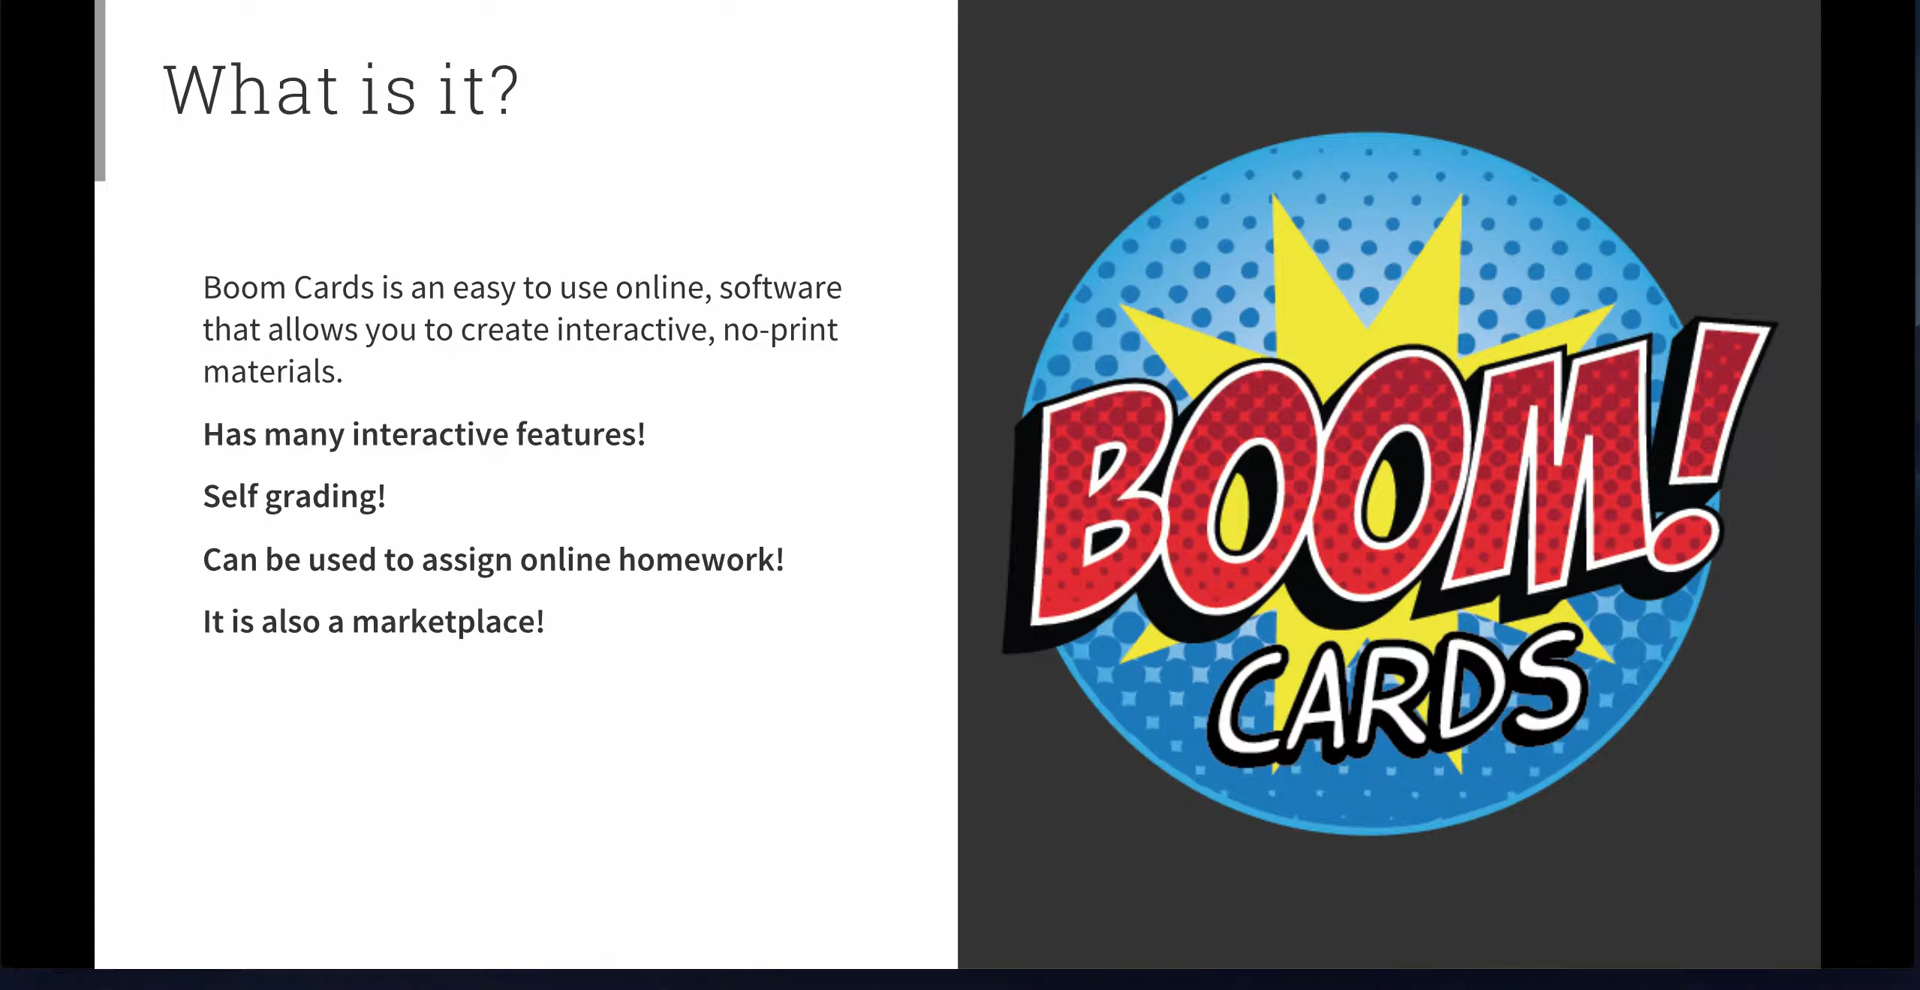 What is it?
Boom Cards is an easy to use online, software
that allows you to create interactive, no-print
materials.
Has many interactive features!
Self grading!
Can be used to assign online homework!
It is also a marketplace!
BOOM!
CARDS